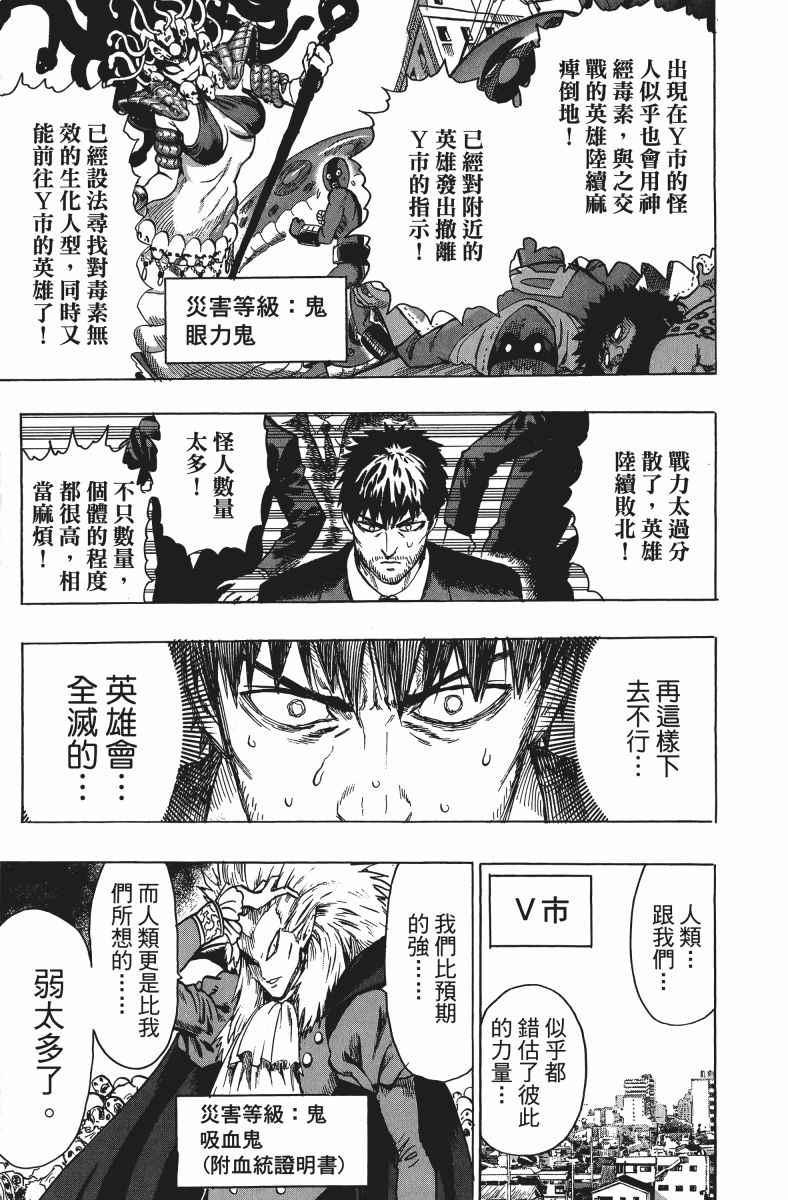 出現在Y市的怪
人似乎也會用神
經毒素，與之交
戰的英雄陸續麻
痺倒地！
已經對附近的
英雄發出撤離
Y市的指示！
已經設法尋找對毒素無
效的生化人型，同時又
能前往Y市的英雄了！
災害等級：鬼
眼力鬼
戰力太過分
散了，英雄
陸續敗北！
怪人數量
太多！
不只數量，
個體的程度
都很高，相
當麻煩！
再這樣下
去不行…
英雄會…
全滅的…
人類…
跟我們…
V市
似乎都
錯估了彼此
的力量…
我們比預期
的強……
而人類更是比我
們所想的……
弱太多了。
災害等級：鬼
吸血鬼
(附血統證明書)